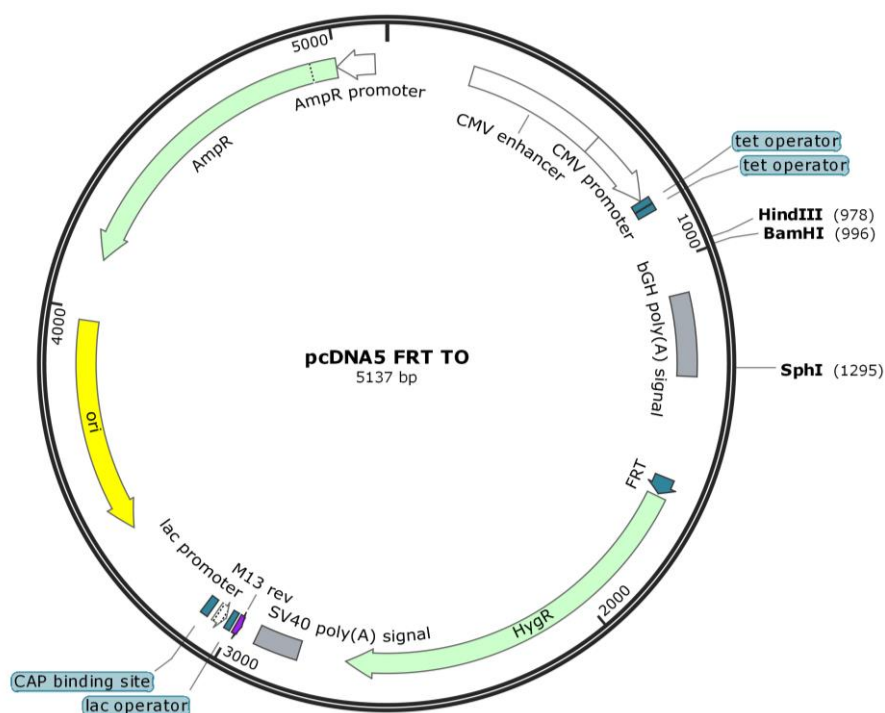 5000
AmpR promoter
AmpR
CMV enhancer
CMV promoter
tet operator
tet operator
HindIII (978)
BamHI (996)
1000
bGH poly(A) signal
4000
pcDNA5 FRT TO
5137 bp
SphI (1295)
ori
FRT
lac promoter
M13 rev
SV40 poly(A) signal
HygR
2000
3000
CAP binding site
lac operator